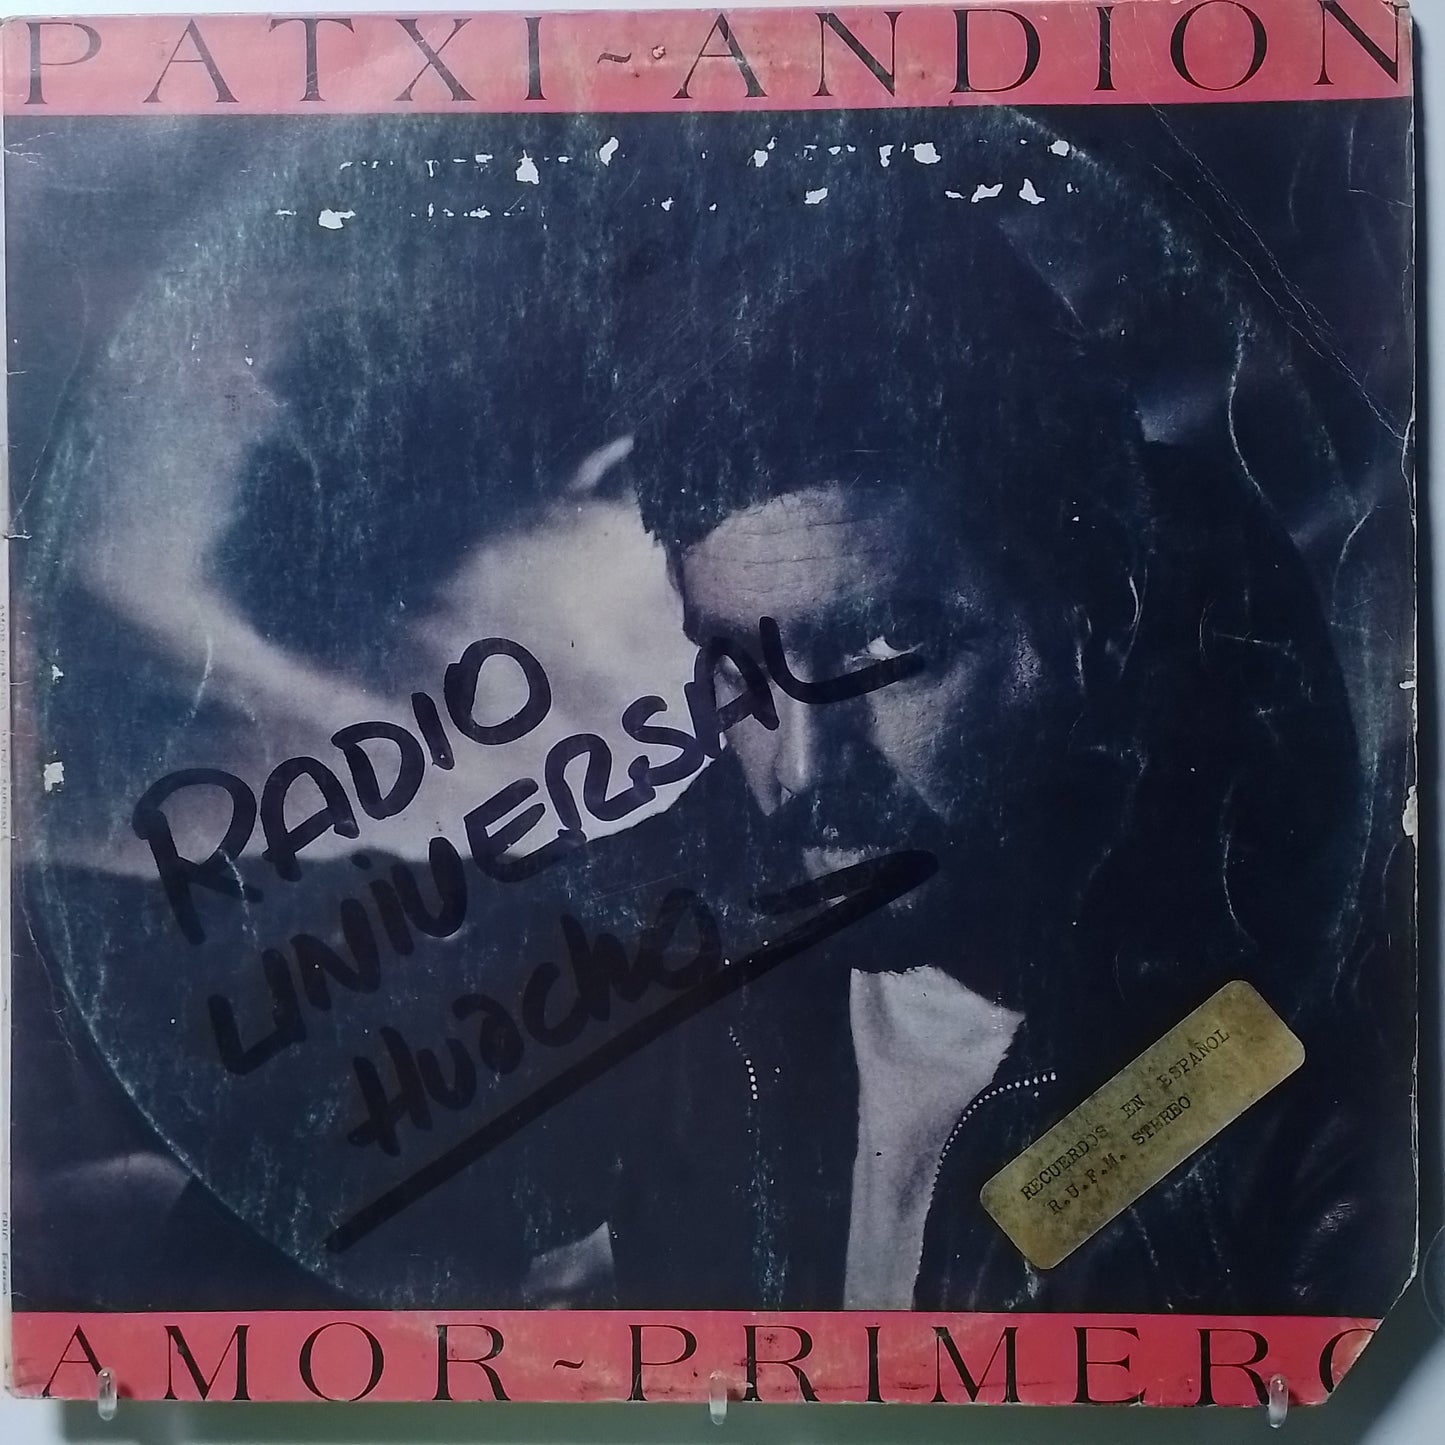 PATXI~ANDION
RADIO
UNIVERSAL
Huacho
RECUERDOS EN ESPAÑOL
R.U.F.M. STEREO
AMOR~PRIMERO